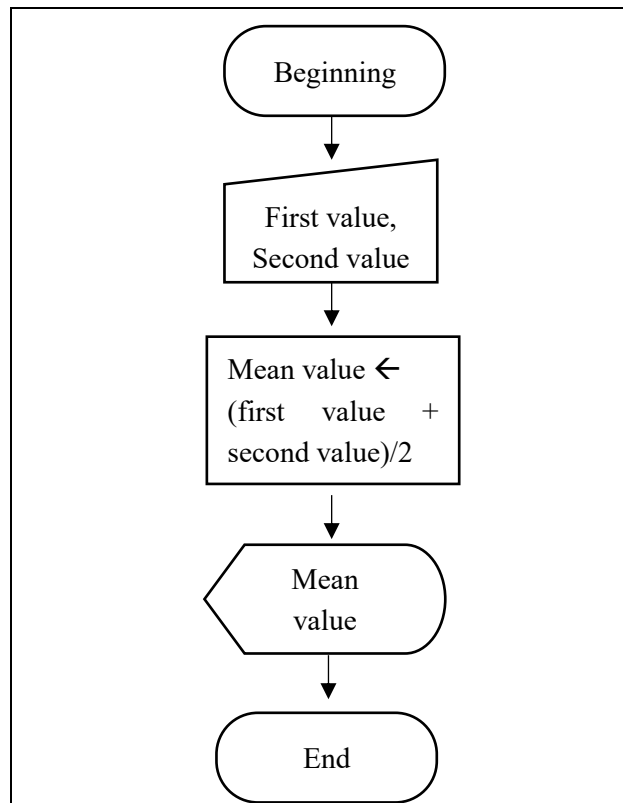 Beginning
First value,
Second value
Mean value ←
(first value +
second value)/2
Mean
value
End